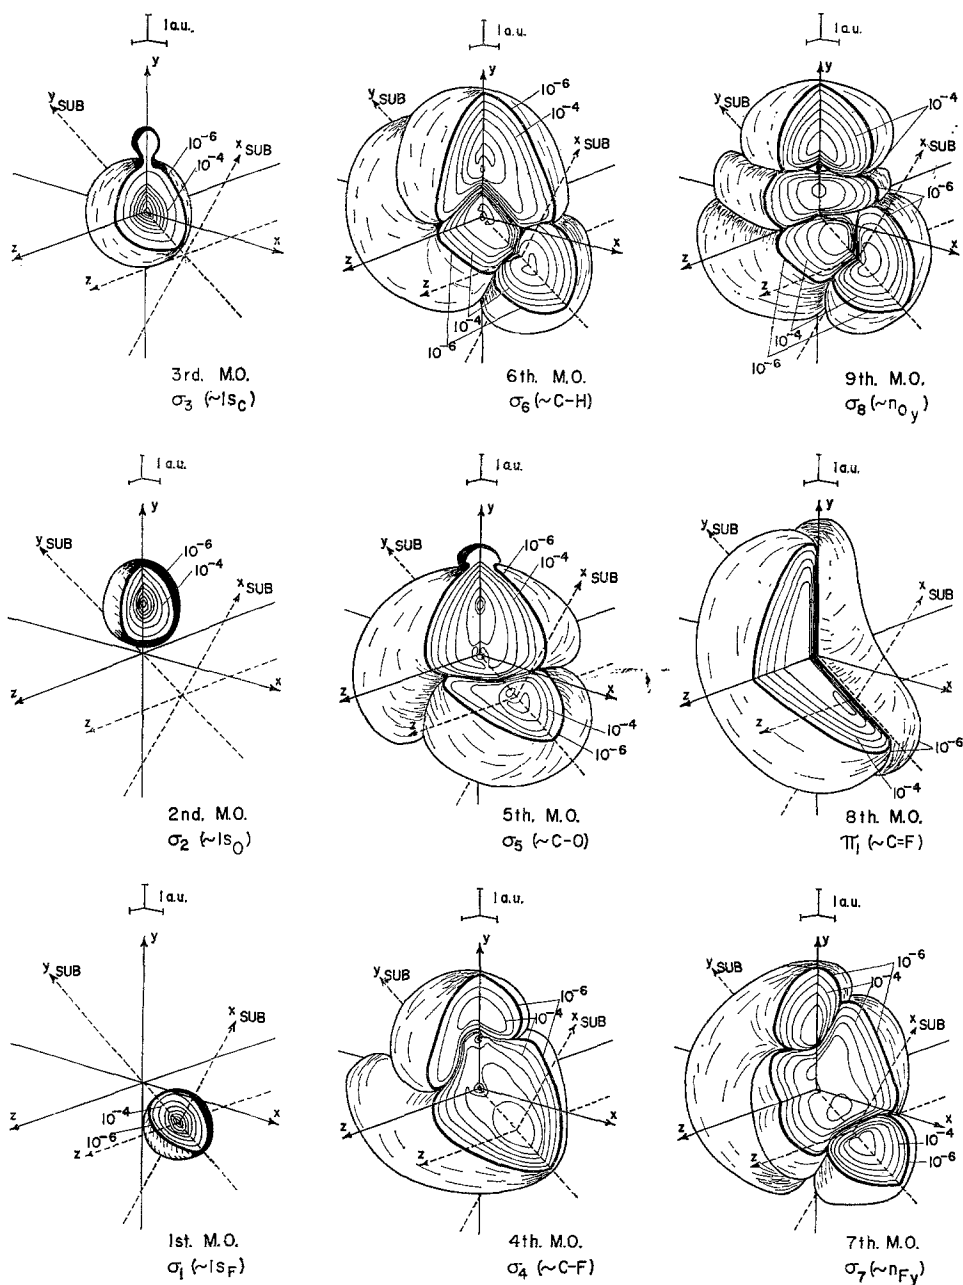 1 a.u.
y
y SUB
10⁻⁶
10⁻⁴
x SUB
z
x
z
3rd. M.O.
σ₃ (~1s_C)
1 a.u.
y
y SUB
10⁻⁶
10⁻⁴
x SUB
z
x
z
10⁻⁴
10⁻⁶
6th. M.O.
σ₆ (~C-H)
1 a.u.
y
y SUB
10⁻⁴
x SUB
10⁻⁶
z
x
z
10⁻⁴
10⁻⁶
9th. M.O.
σ₈ (~n_Oy)
1 a.u.
y
y SUB
10⁻⁶
10⁻⁴
x SUB
z
x
z
2nd. M.O.
σ₂ (~1s_O)
1 a.u.
y
y SUB
10⁻⁶
10⁻⁴
x SUB
z
x
z
10⁻⁴
10⁻⁶
5th. M.O.
σ₅ (~C-O)
1 a.u.
y
y SUB
x SUB
z
x
z
10⁻⁶
10⁻⁴
8th. M.O.
π₁ (~C=F)
1 a.u.
y
y SUB
x SUB
z
10⁻⁴
x
10⁻⁶
z
1st. M.O.
σ₁ (~1s_F)
1 a.u.
y
y SUB
10⁻⁶
10⁻⁴
x SUB
z
x
z
4th. M.O.
σ₄ (~C-F)
1 a.u.
y
y SUB
10⁻⁶
10⁻⁴
x SUB
z
x
10⁻⁴
z
10⁻⁶
7th. M.O.
σ₇ (~n_Fy)